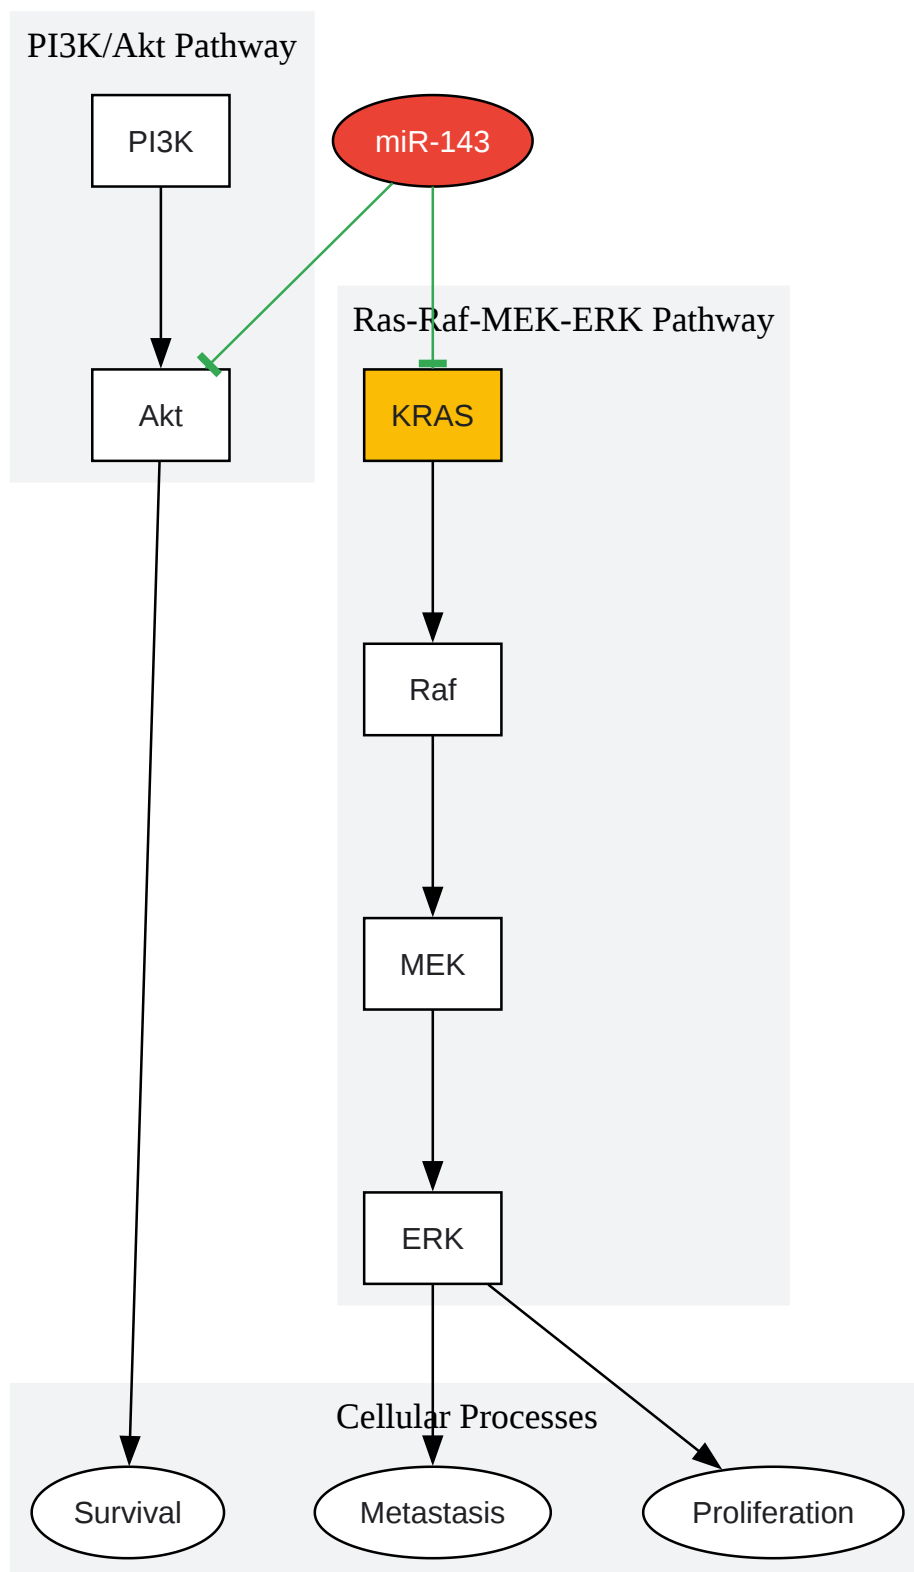 PI3K/Akt Pathway
PI3K
miR-143
Ras-Raf-MEK-ERK Pathway
Akt
KRAS
Raf
MEK
ERK
Cellular Processes
Survival
Metastasis
Proliferation